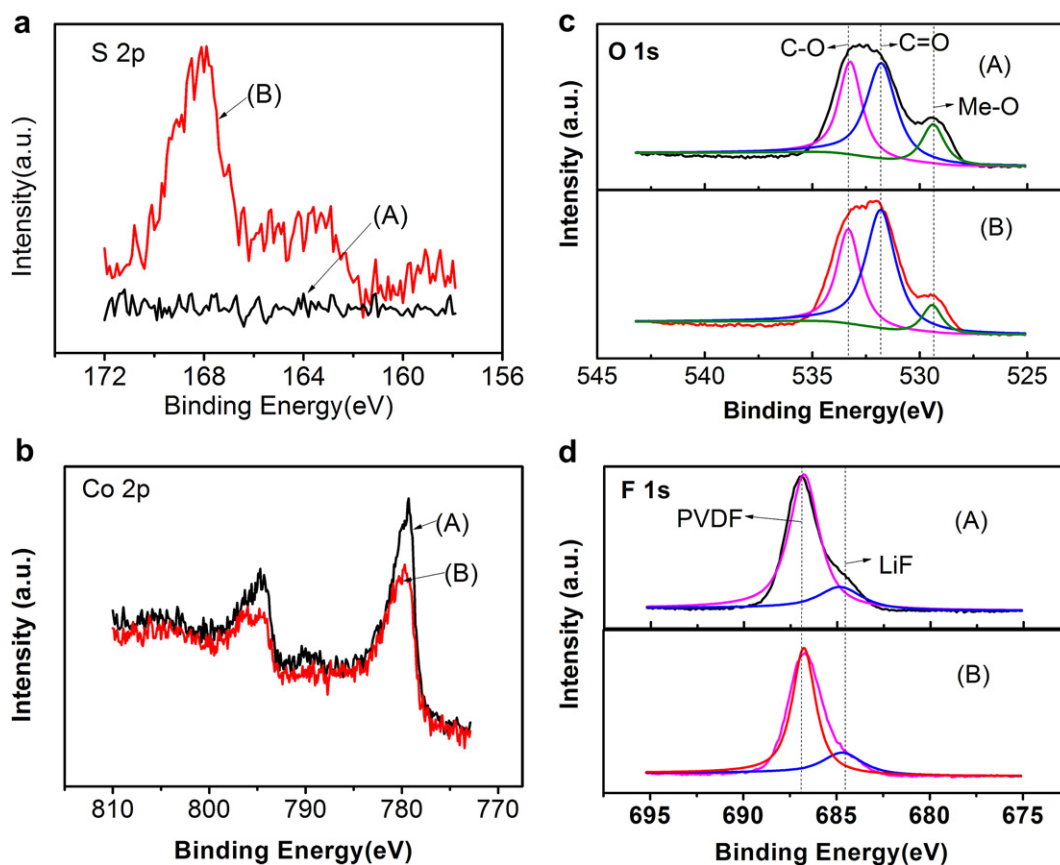 a
S 2p
(B)
(A)
Intensity(a.u.)
172 168 164 160 156
Binding Energy(eV)
c
O 1s
C-O
C=O
(A)
Me-O
(B)
Intensity (a.u.)
545 540 535 530 525
Binding Energy(eV)
b
Co 2p
(A)
(B)
Intensity (a.u.)
810 800 790 780 770
Binding Energy(eV)
d
F 1s
(A)
PVDF
LiF
(B)
Intensity (a.u.)
695 690 685 680 675
Binding Energy(eV)